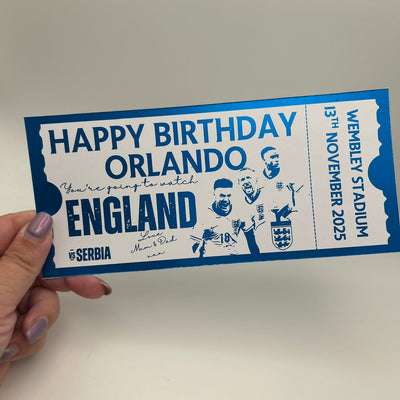 HAPPY BIRTHDAY
ORLANDO
You're going to watch
ENGLAND
VS SERBIA
Love
Mum & Dad
xxx
18
WEMBLEY STADIUM
13TH NOVEMBER 2025